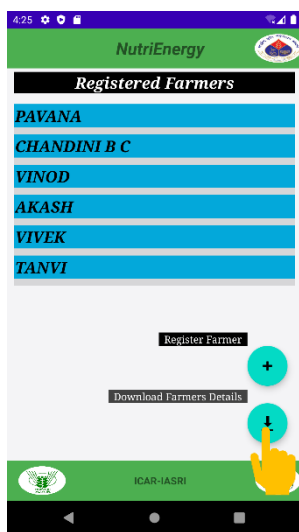 4:25
NutriEnergy
Registered Farmers
PAVANA
CHANDINI B C
VINOD
AKASH
VIVEK
TANVI
Register Farmer
+
Download Farmers Details
ICAR-IASRI